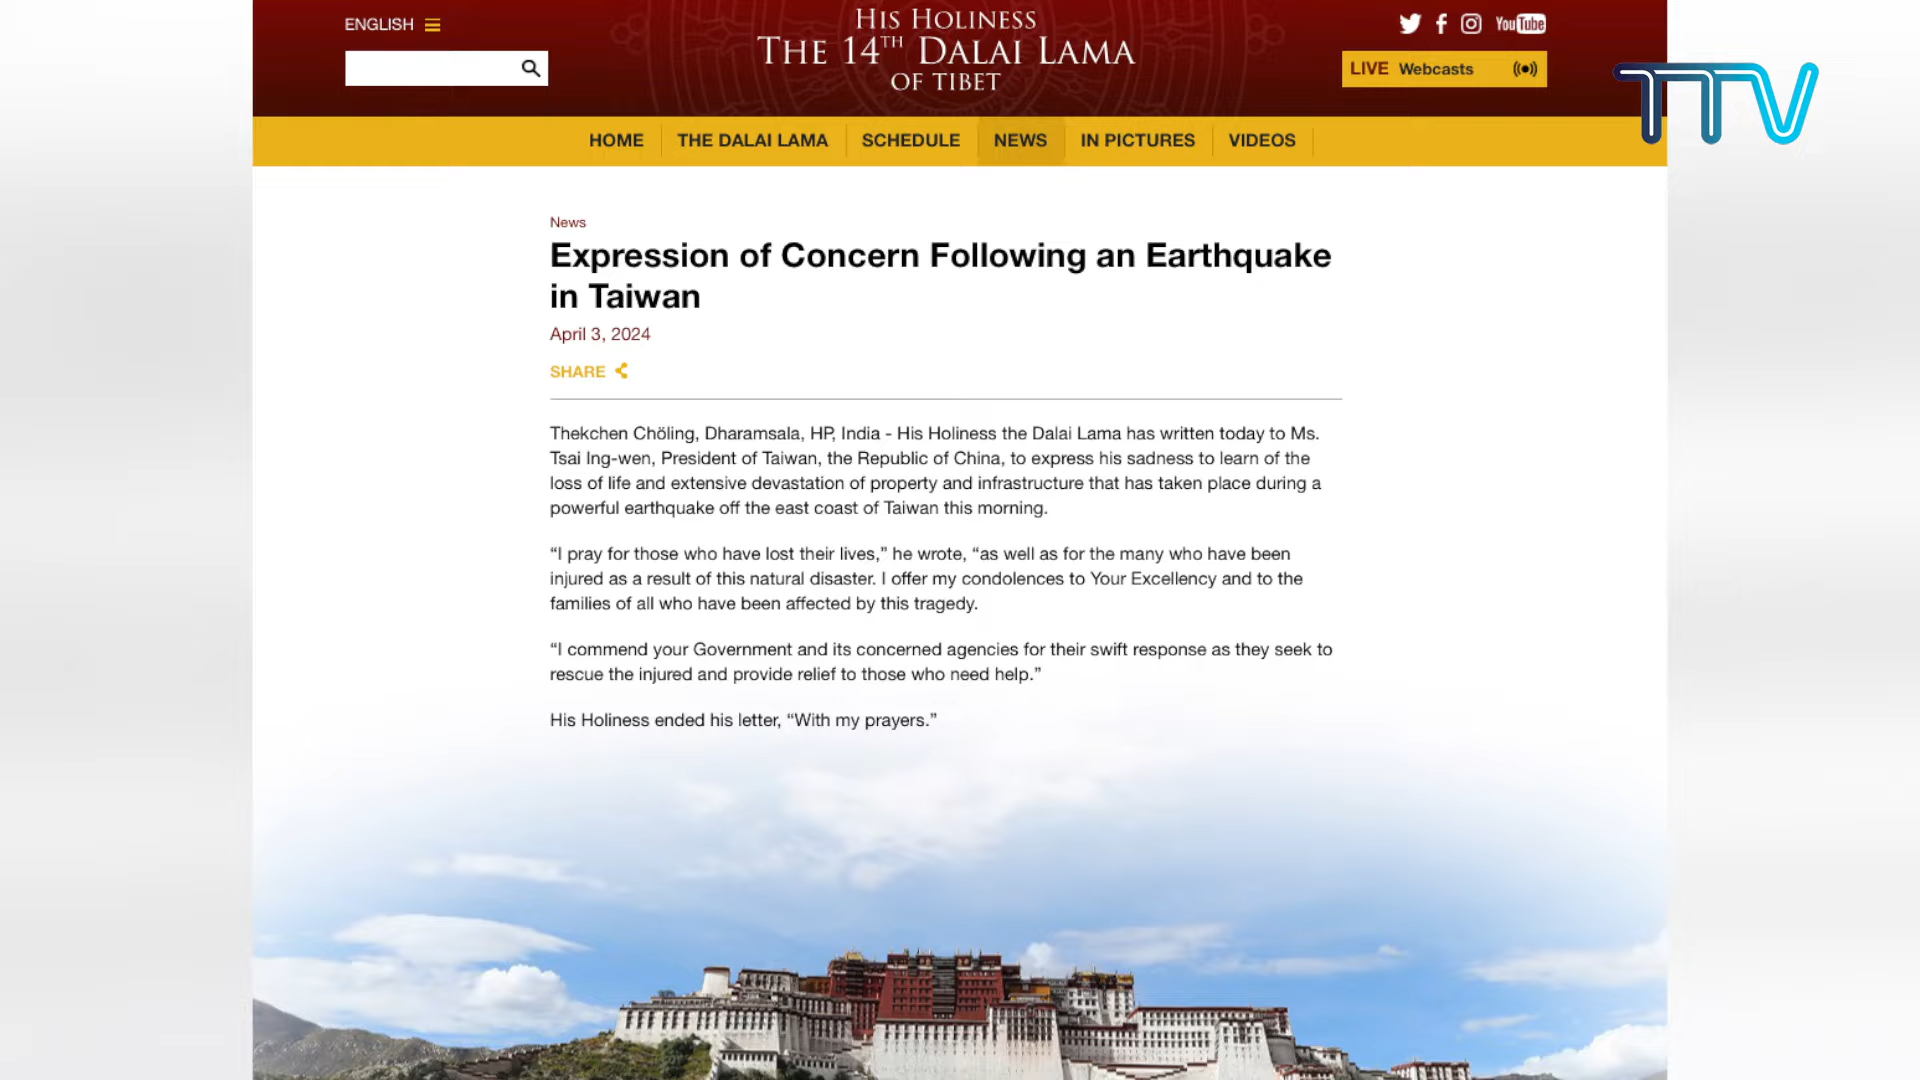 ENGLISH
HIS HOLINESS
THE 14TH DALAI LAMA
OF TIBET
YouTube
LIVE Webcasts
TTV
HOME
THE DALAI LAMA
SCHEDULE
NEWS
IN PICTURES
VIDEOS
News
Expression of Concern Following an Earthquake
in Taiwan
April 3, 2024
SHARE
Thekchen Chöling, Dharamsala, HP, India - His Holiness the Dalai Lama has written today to Ms.
Tsai Ing-wen, President of Taiwan, the Republic of China, to express his sadness to learn of the
loss of life and extensive devastation of property and infrastructure that has taken place during a
powerful earthquake off the east coast of Taiwan this morning.
“I pray for those who have lost their lives,” he wrote, “as well as for the many who have been
injured as a result of this natural disaster. I offer my condolences to Your Excellency and to the
families of all who have been affected by this tragedy.
“I commend your Government and its concerned agencies for their swift response as they seek to
rescue the injured and provide relief to those who need help.”
His Holiness ended his letter, “With my prayers.”